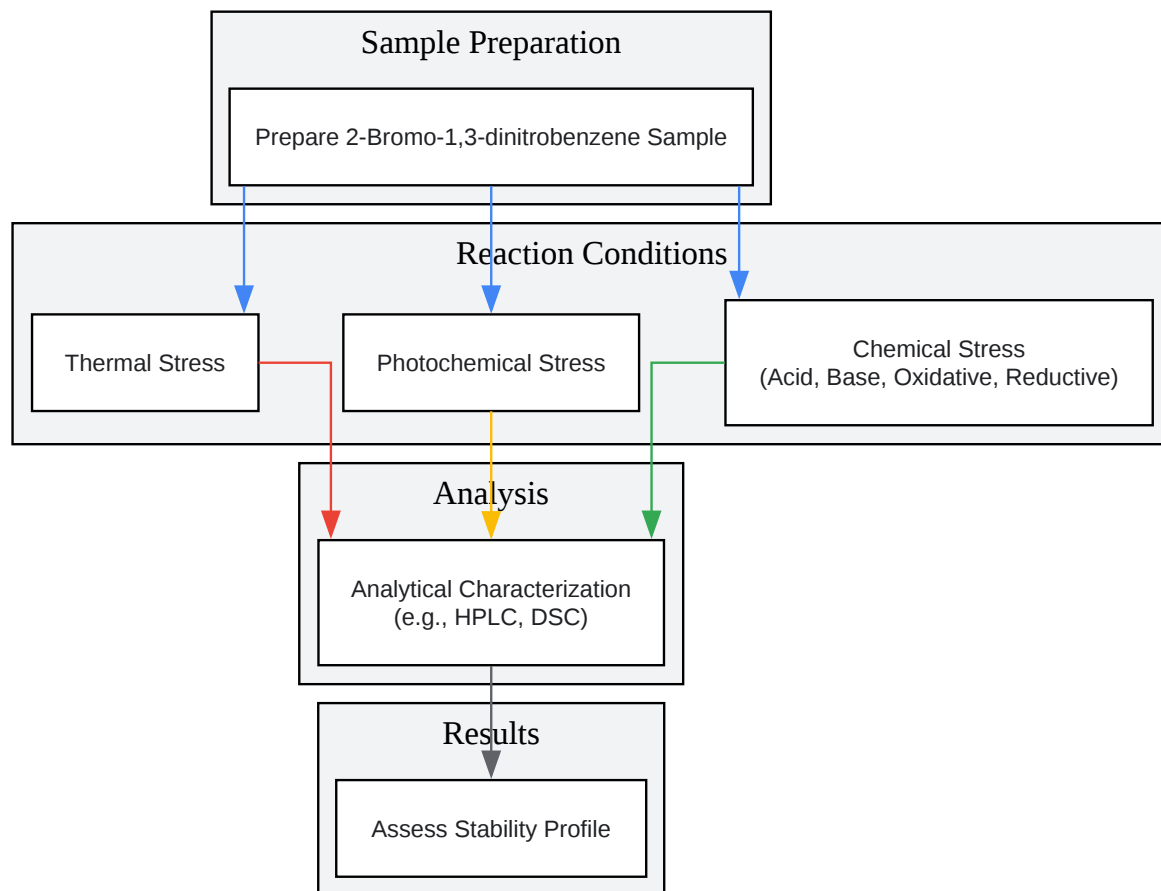 Sample Preparation
Prepare 2-Bromo-1,3-dinitrobenzene Sample
Reaction Conditions
Thermal Stress
Photochemical Stress
Chemical Stress
(Acid, Base, Oxidative, Reductive)
Analysis
Analytical Characterization
(e.g., HPLC, DSC)
Results
Assess Stability Profile